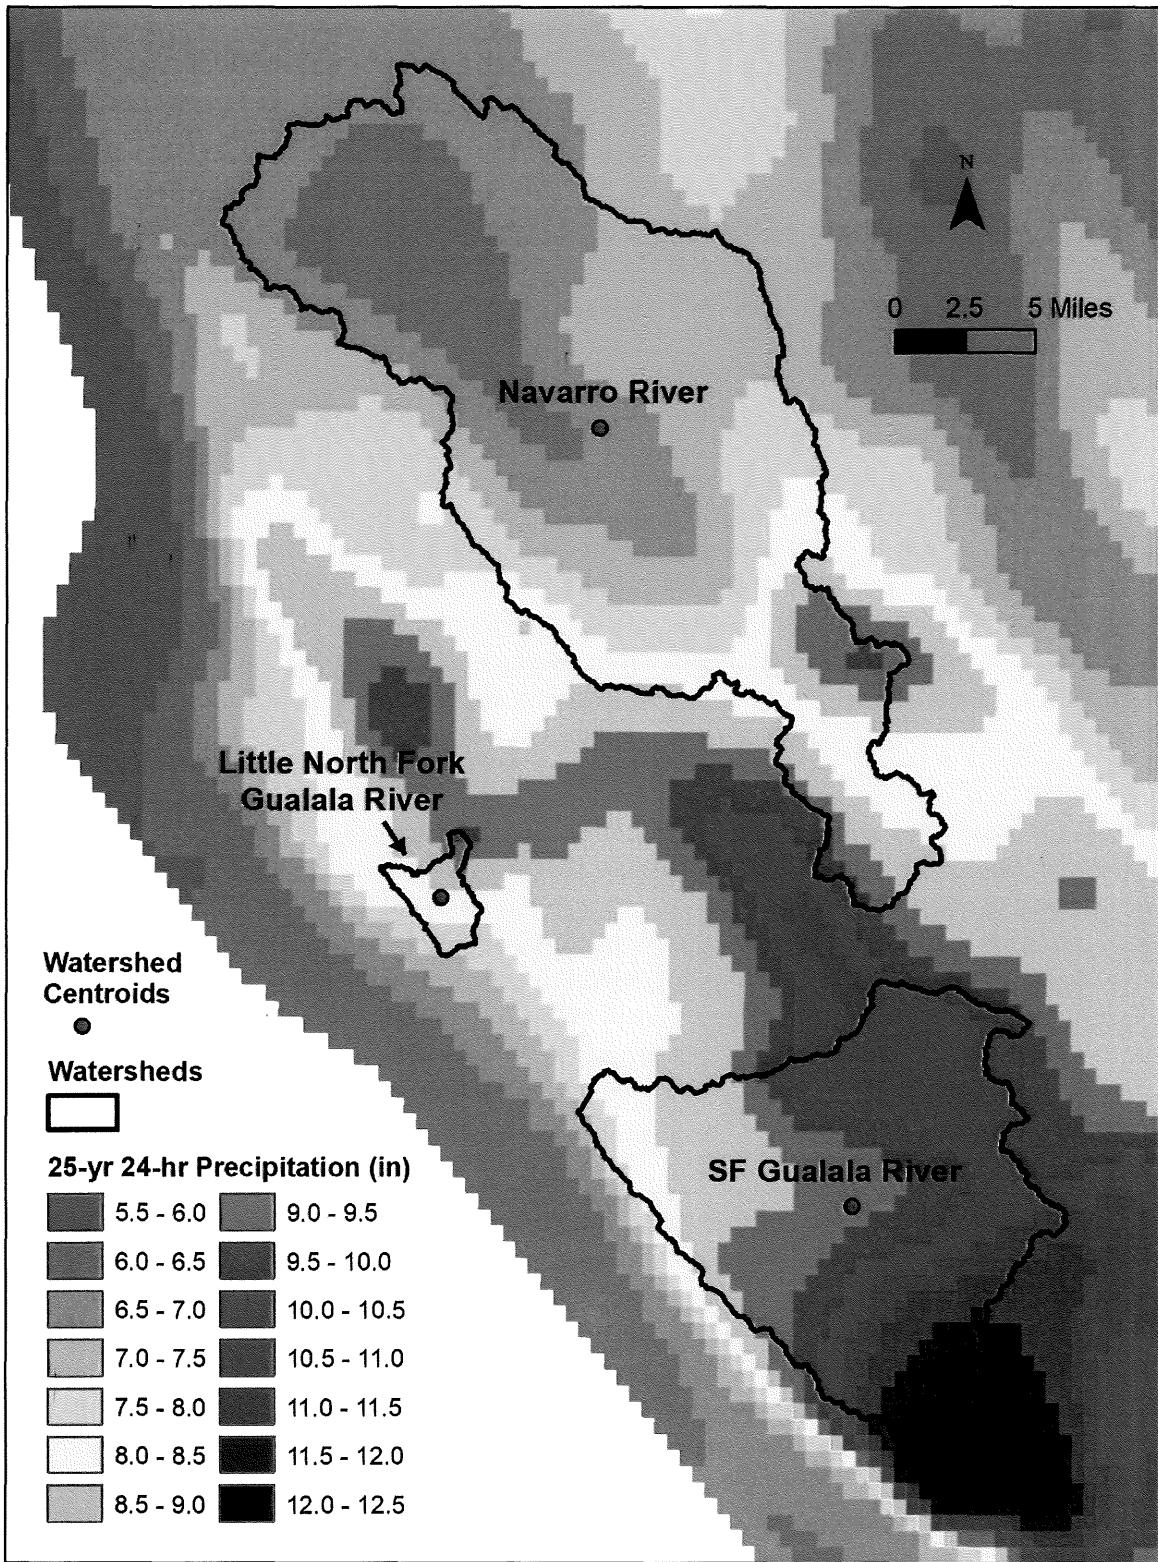 N
0 2.5 5 Miles
Navarro River
Little North Fork
Gualala River
Watershed
Centroids
Watersheds
SF Gualala River
25-yr 24-hr Precipitation (in)
5.5 - 6.0 9.0 - 9.5
6.0 - 6.5 9.5 - 10.0
6.5 - 7.0 10.0 - 10.5
7.0 - 7.5 10.5 - 11.0
7.5 - 8.0 11.0 - 11.5
8.0 - 8.5 11.5 - 12.0
8.5 - 9.0 12.0 - 12.5